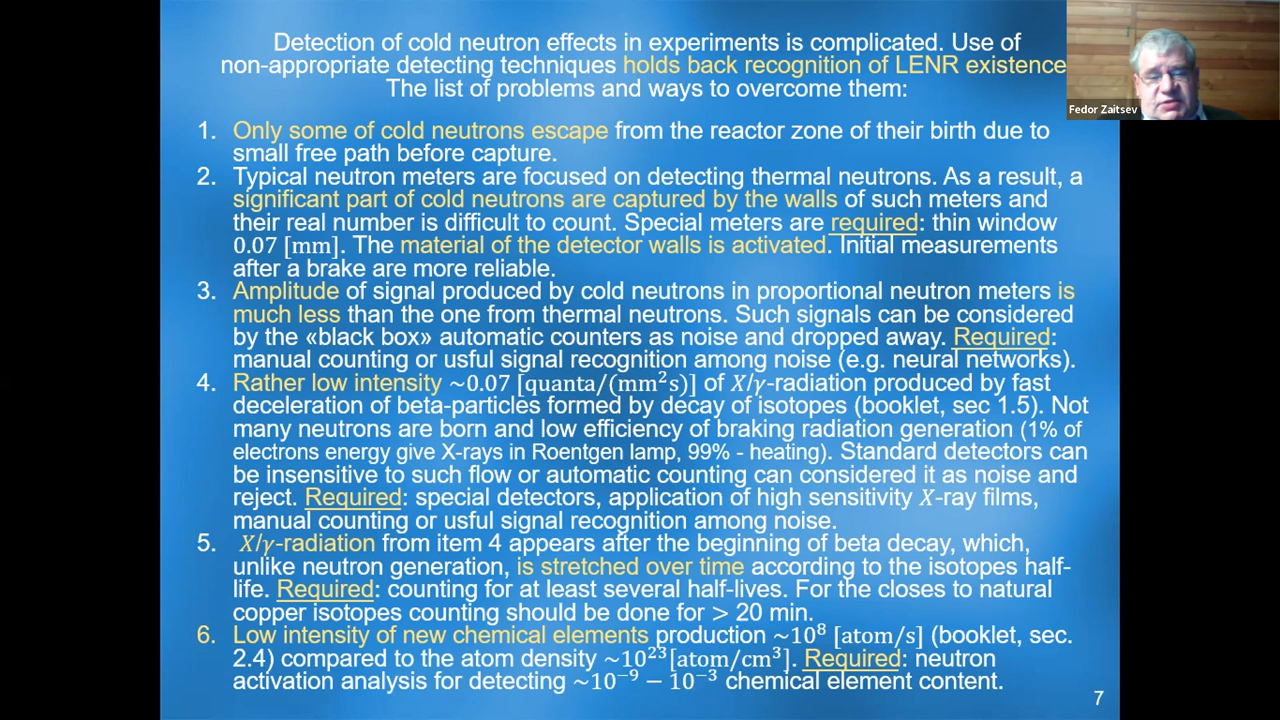 Detection of cold neutron effects in experiments is complicated. Use of
non-appropriate detecting techniques holds back recognition of LENR existence
The list of problems and ways to overcome them:
Fedor Zaitsev
1. Only some of cold neutrons escape from the reactor zone of their birth due to
small free path before capture.
2. Typical neutron meters are focused on detecting thermal neutrons. As a result, a
significant part of cold neutrons are captured by the walls of such meters and
their real number is difficult to count. Special meters are required: thin window
0.07 [mm]. The material of the detector walls is activated. Initial measurements
after a brake are more reliable.
3. Amplitude of signal produced by cold neutrons in proportional neutron meters is
much less than the one from thermal neutrons. Such signals can be considered
by the «black box» automatic counters as noise and dropped away. Required:
manual counting or usful signal recognition among noise (e.g. neural networks).
4. Rather low intensity ~0.07 [quanta/(mm²s)] of X/γ-radiation produced by fast
deceleration of beta-particles formed by decay of isotopes (booklet, sec 1.5). Not
many neutrons are born and low efficiency of braking radiation generation (1% of
electrons energy give X-rays in Roentgen lamp, 99% - heating). Standard detectors can
be insensitive to such flow or automatic counting can considered it as noise and
reject. Required: special detectors, application of high sensitivity X-ray films,
manual counting or usful signal recognition among noise.
5. X/γ-radiation from item 4 appears after the beginning of beta decay, which,
unlike neutron generation, is stretched over time according to the isotopes half-
life. Required: counting for at least several half-lives. For the closes to natural
copper isotopes counting should be done for > 20 min.
6. Low intensity of new chemical elements production ~10⁸ [atom/s] (booklet, sec.
2.4) compared to the atom density ~10²³[atom/cm³]. Required: neutron
activation analysis for detecting ~10⁻⁹ − 10⁻³ chemical element content.
7